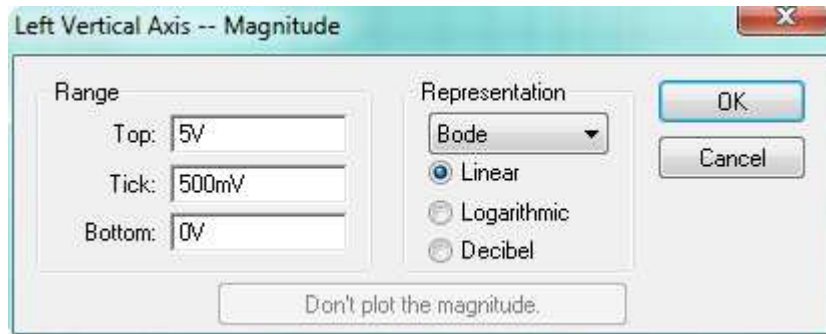 Left Vertical Axis -- Magnitude
Range
Top: 5V
Tick: 500mV
Bottom: 0V
Representation
Bode
Linear
Logarithmic
Decibel
OK
Cancel
Don't plot the magnitude.